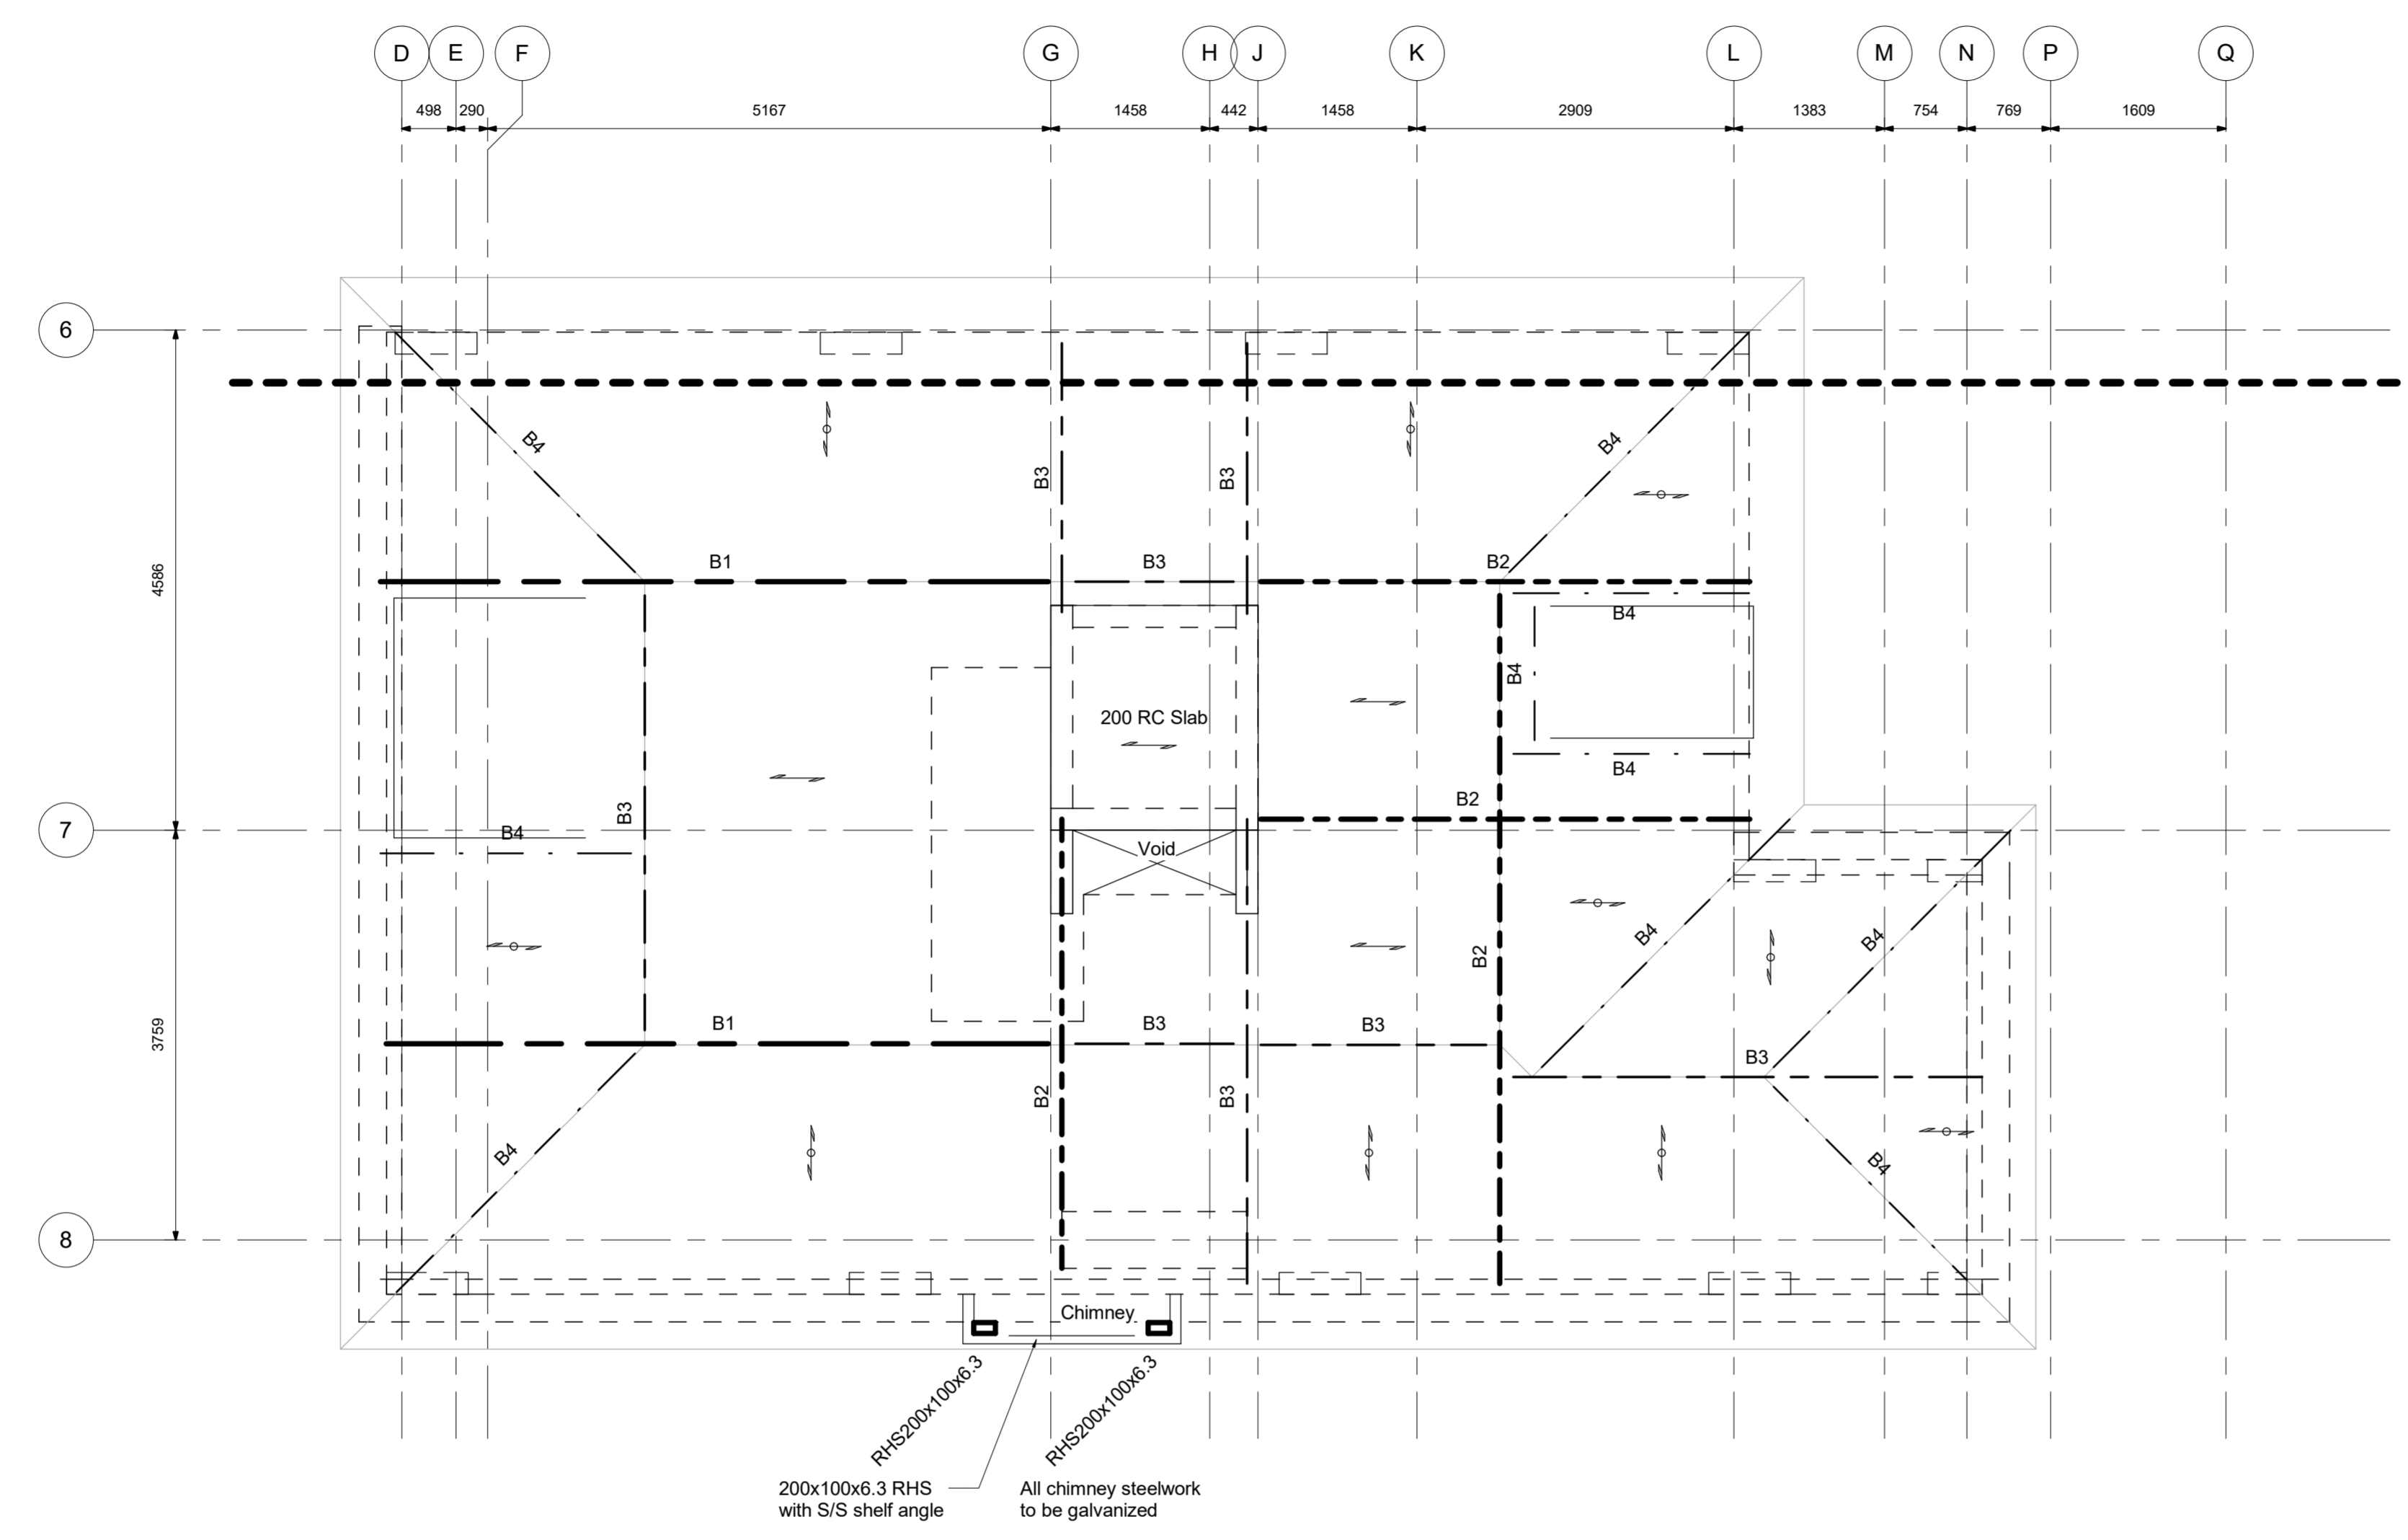 D E F G H J K L M N P Q
498 290 5167 1458 442 1458 2909 1383 754 769 1609
6
B4 B4
B3 B3
B1 B3 B2
4586
B4
B4
200 RC Slab
B4
B2
B3
7
B4
Void
B4 B4
B2
B1 B3 B3
3759
B3
B2 B3
B4 B4
8
Chimney
RHS200x100x6.3 RHS200x100x6.3
200x100x6.3 RHS
with S/S shelf angle
All chimney steelwork
to be galvanized